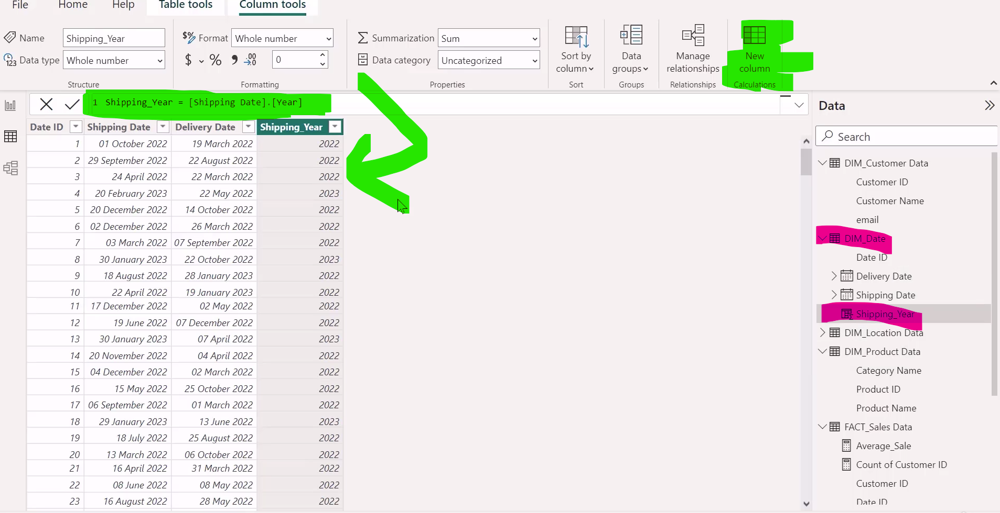 File Home Help Table tools Column tools
Name Shipping_Year
Data type Whole number
Structure
Format Whole number
$ % 0
Formatting
Summarization Sum
Data category Uncategorized
Properties
Sort by
column
Sort
Data
groups
Groups
Manage
relationships
Relationships
New
column
Calculations
1 Shipping_Year = [Shipping Date].[Year]
Date ID Shipping Date Delivery Date Shipping_Year
1 01 October 2022 19 March 2022 2022
2 29 September 2022 22 August 2022 2022
3 24 April 2022 22 March 2022 2022
4 20 February 2023 22 May 2022 2023
5 20 December 2022 14 October 2022 2022
6 02 December 2022 26 March 2022 2022
7 03 March 2022 07 September 2022 2022
8 30 January 2023 22 October 2022 2023
9 18 August 2022 28 January 2023 2022
10 22 April 2022 19 January 2023 2022
11 17 December 2022 02 May 2022 2022
12 19 June 2022 07 December 2022 2022
13 30 January 2023 07 April 2022 2023
14 20 November 2022 04 April 2022 2022
15 04 December 2022 02 March 2022 2022
16 15 May 2022 25 October 2022 2022
17 06 September 2022 01 March 2022 2022
18 29 January 2023 13 June 2022 2023
19 18 July 2022 25 August 2022 2022
20 13 March 2022 06 October 2022 2022
21 16 April 2022 31 March 2022 2022
22 08 June 2022 08 May 2022 2022
23 16 August 2022 28 May 2022 2022
Data
Search
DIM_Customer Data
Customer ID
Customer Name
email
DIM_Date
Date ID
Delivery Date
Shipping Date
Shipping_Year
DIM_Location Data
DIM_Product Data
Category Name
Product ID
Product Name
FACT_Sales Data
Average_Sale
Count of Customer ID
Customer ID
Date ID